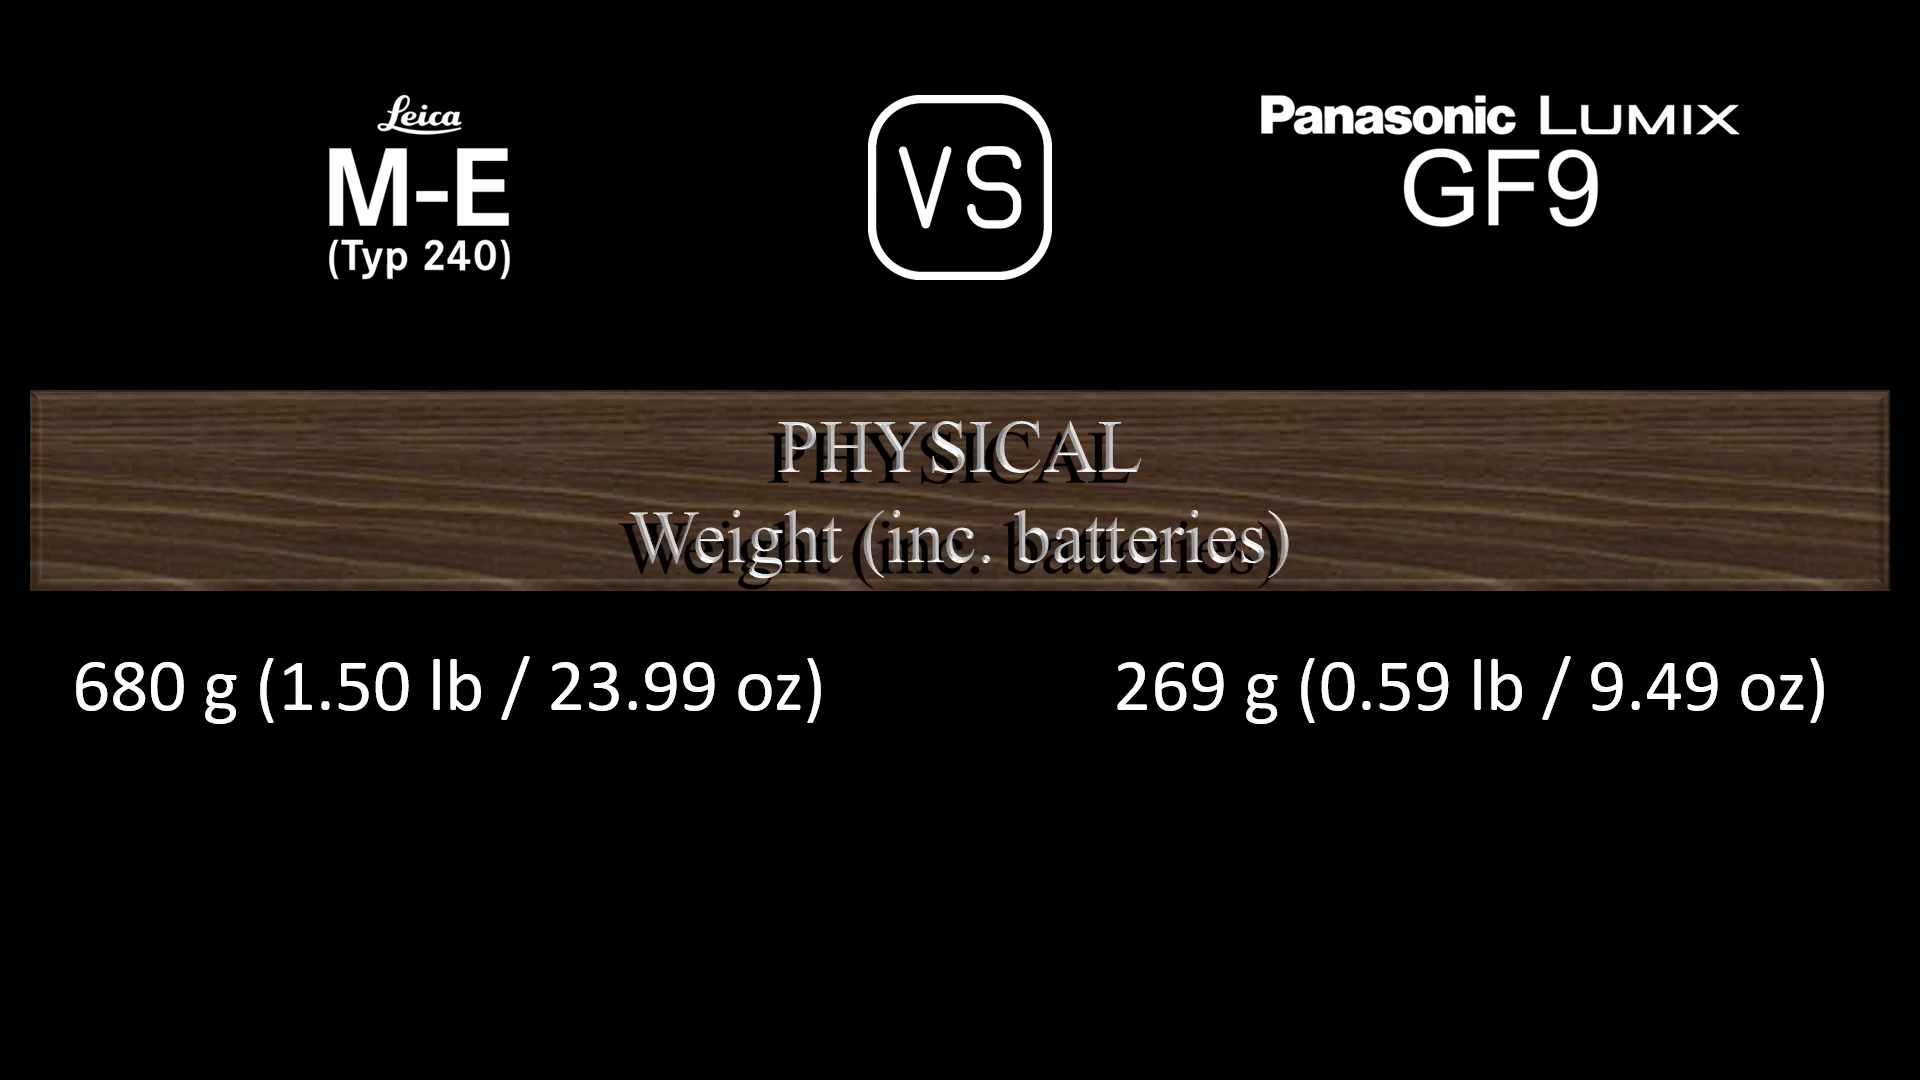 Leica
M-E
(Typ 240)
VS
Panasonic LUMIX
GF9
PHYSICAL
Weight (inc. batteries)
680 g (1.50 lb / 23.99 oz)
269 g (0.59 lb / 9.49 oz)